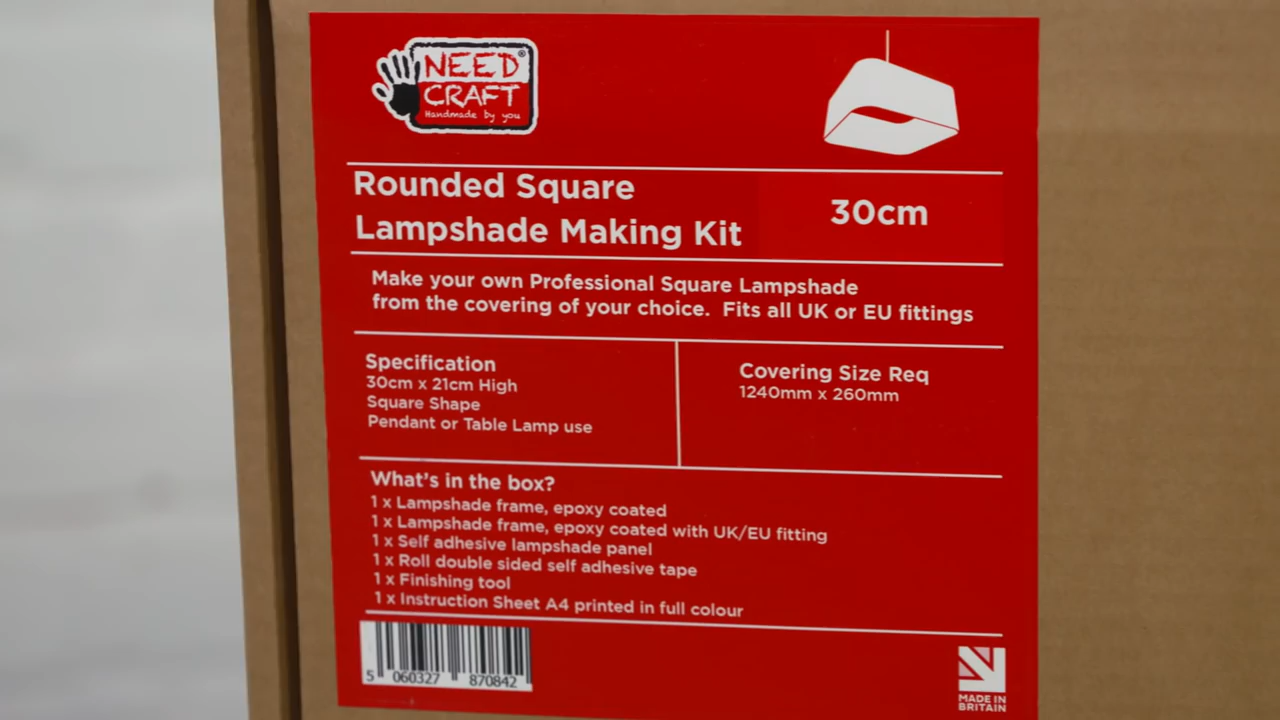 NEED®
CRAFT
Handmade by you
Rounded Square
Lampshade Making Kit
30cm
Make your own Professional Square Lampshade
from the covering of your choice. Fits all UK or EU fittings
Specification
30cm x 21cm High
Square Shape
Pendant or Table Lamp use
Covering Size Req
1240mm x 260mm
What's in the box?
1 x Lampshade frame, epoxy coated
1 x Lampshade frame, epoxy coated with UK/EU fitting
1 x Self adhesive lampshade panel
1 x Roll double sided self adhesive tape
1 x Finishing tool
1 x Instruction Sheet A4 printed in full colour
5 060327 870842
MADE IN
BRITAIN